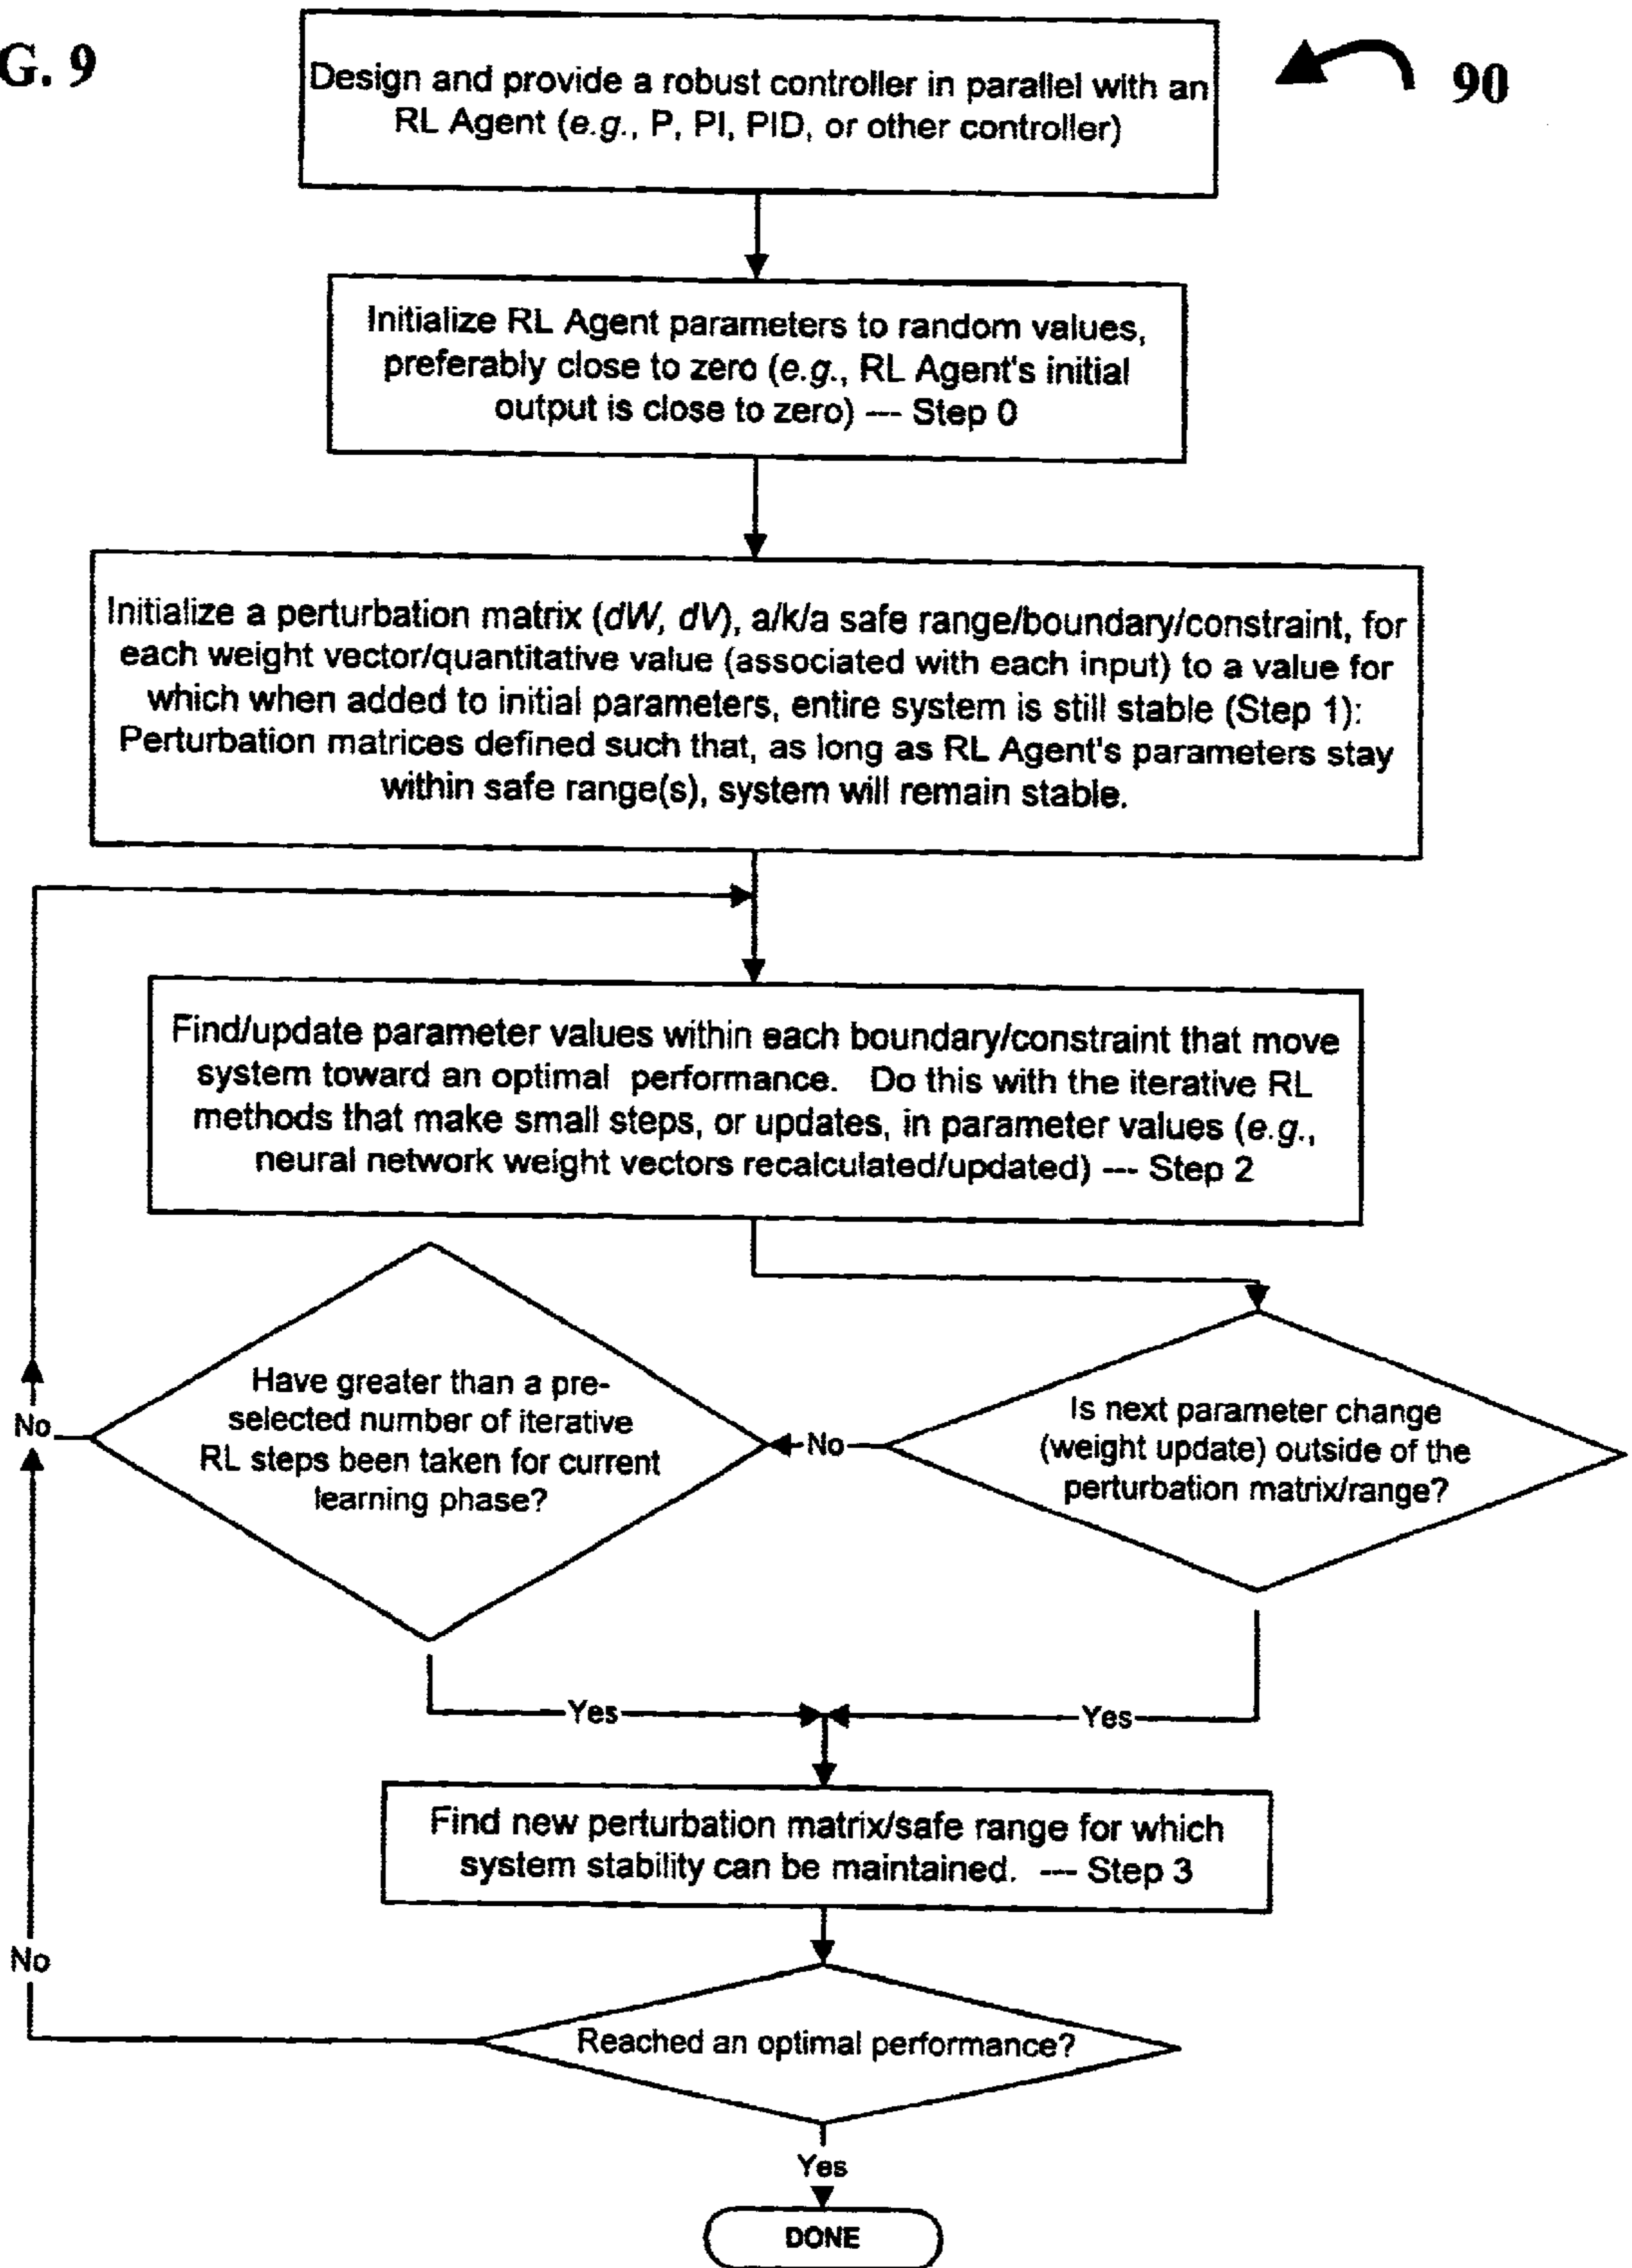 G. 9
90
Design and provide a robust controller in parallel with an
RL Agent (e.g., P, PI, PID, or other controller)
Initialize RL Agent parameters to random values,
preferably close to zero (e.g., RL Agent's initial
output is close to zero) --- Step 0
Initialize a perturbation matrix (dW, dV), a/k/a safe range/boundary/constraint, for
each weight vector/quantitative value (associated with each input) to a value for
which when added to initial parameters, entire system is still stable (Step 1):
Perturbation matrices defined such that, as long as RL Agent's parameters stay
within safe range(s), system will remain stable.
Find/update parameter values within each boundary/constraint that move
system toward an optimal performance. Do this with the iterative RL
methods that make small steps, or updates, in parameter values (e.g.,
neural network weight vectors recalculated/updated) --- Step 2
Have greater than a pre-
selected number of iterative
RL steps been taken for current
learning phase?
No
No
Is next parameter change
(weight update) outside of the
perturbation matrix/range?
Yes
Yes
Find new perturbation matrix/safe range for which
system stability can be maintained. --- Step 3
No
Reached an optimal performance?
Yes
DONE